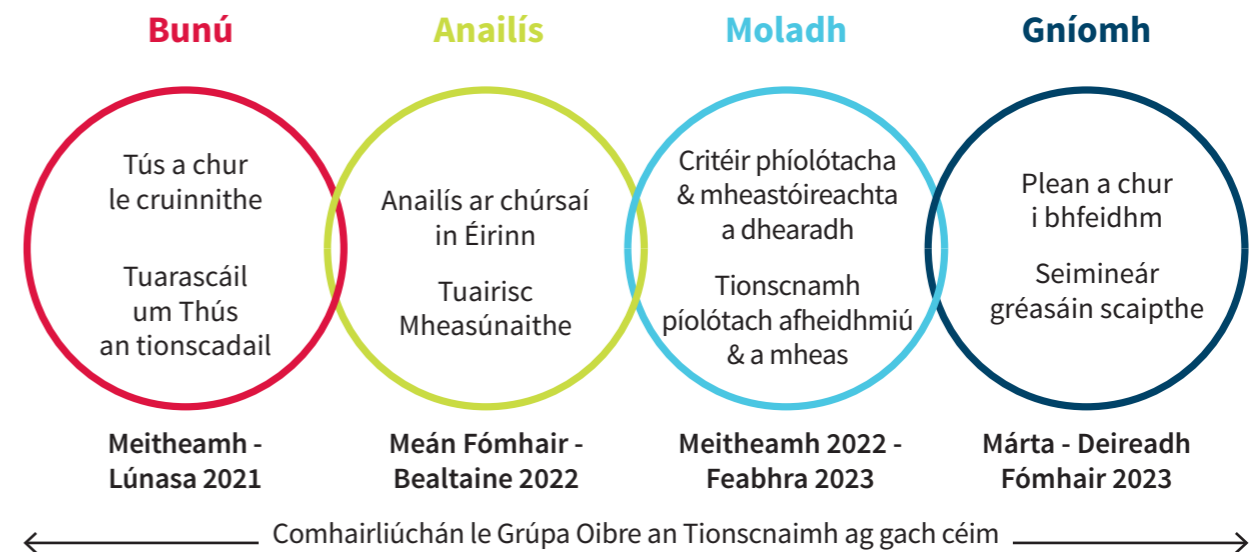 Bunú
Anailís
Moladh
Gníomh
Tús a chur
le cruinnithe
Tuarascáil
um Thús
an tionscadail
Anailís ar chúrsaí
in Éirinn
Tuairisc
Mheasúnaithe
Critéir phíolótacha
& mheastóireachta
a dhearadh
Tionscnamh
píolótach afheidhmiú
& a mheas
Plean a chur
i bhfeidhm
Seimineár
gréasáin scaipthe
Meitheamh -
Lúnasa 2021
Meán Fómhair -
Bealtaine 2022
Meitheamh 2022 -
Feabhra 2023
Márta - Deireadh
Fómhair 2023
Comhairliúchán le Grúpa Oibre an Tionscnaimh ag gach céim